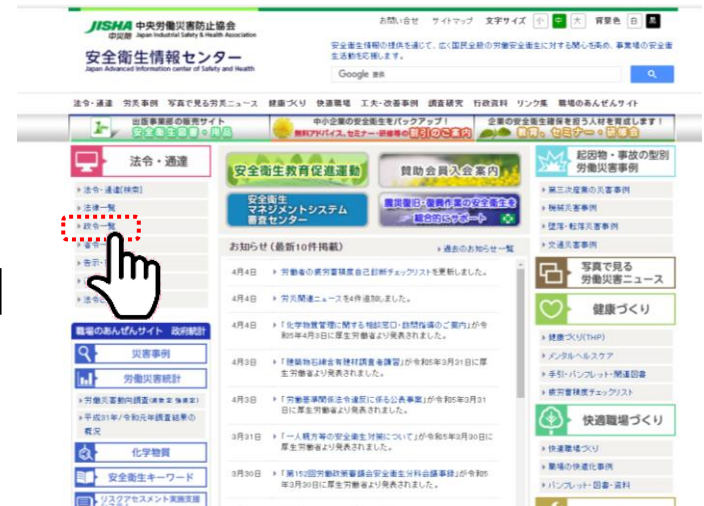 JISHA 中央労働災害防止協会
中災防 Japan Industrial Safety & Health Association
お問い合せ サイトマップ 文字サイズ 小 中 大 背景色 白 黒
安全衛生情報センター
Japan Advanced Information center of Safety and Health
安全衛生情報の提供を通じて、広く国民全般の労働安全衛生に対する関心を高め、事業場の安全衛生活動を応援します。
Google 検索
法令・通達 労災事例 写真で見る労災ニュース 健康づくり 快適職場 工夫・改善事例 調査研究 行政資料 リンク集 職場のあんぜんサイト
出版事業部の販売サイト
安全衛生図書・用品
中小企業の安全衛生をバックアップ!
無料アドバイス、セミナー・研修等の割引のご案内
企業の安全衛生確保を担う人材を育成します!
教育、セミナー・研修会
法令・通達
法令・通達[検索]
法律一覧
政令一覧
省令一
告示・
職場のあんぜんサイト 政府統計
災害事例
労働災害統計
平成31年/令和元年調査結果の概況
化学物質
安全衛生キーワード
リスクアセスメント実施支援
システム
安全衛生教育促進運動
賛助会員入会案内
安全衛生
マネジメントシステム
審査センター
震災復旧・復興作業の安全衛生を
総合的にサポート
お知らせ(最新10件掲載)
過去のお知らせ一覧
4月4日 労働者の疲労蓄積度自己診断チェックリストを更新しました。
4月4日 労災関連ニュースを4件追加しました。
4月4日 「化学物質管理に関する相談窓口・訪問指導のご案内」が令
和5年4月3日に厚生労働省より発表されました。
4月3日 「建築物石綿含有建材調査者講習」が令和5年3月31日に厚
生労働省より発表されました。
4月3日 「労働基準関係法令違反に係る公表事案」が令和5年3月31
日に厚生労働省より発表されました。
3月31日 「一人親方等の安全衛生対策について」が令和5年3月30日に
厚生労働省より発表されました。
3月30日 「第152回労働政策審議会安全衛生分科会議事録」が令和5
年3月30日に厚生労働省より発表されました。
起因物・事故の型別
労働災害事例
第三次産業の災害事例
機械災害事例
墜落・転落災害事例
交通災害事例
写真で見る
労働災害ニュース
健康づくり
健康づくり(THP)
メンタルヘルスケア
手引・パンフレット・関連図書
疲労蓄積度チェックリスト
快適職場づくり
快適職場づくり
職場の快適化事例
パンフレット・図書・資料